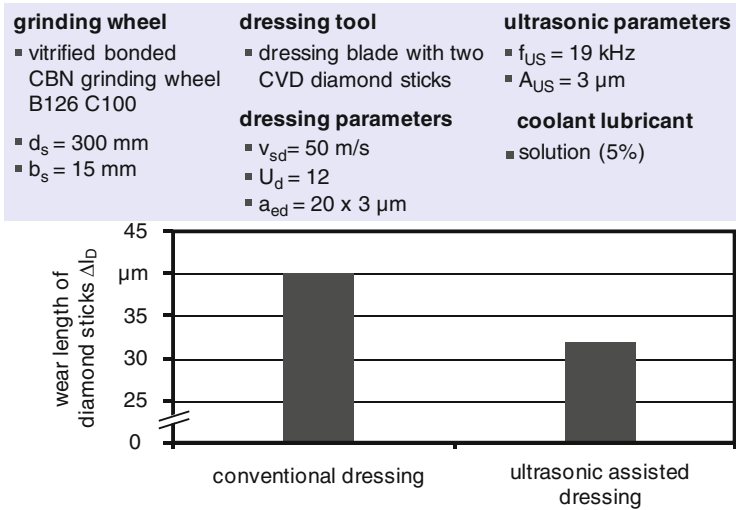 grinding wheel
▪ vitrified bonded
CBN grinding wheel
B126 C100
▪ dₛ = 300 mm
▪ bₛ = 15 mm
dressing tool
▪ dressing blade with two
CVD diamond sticks
dressing parameters
▪ v_sd= 50 m/s
▪ U_d = 12
▪ a_ed = 20 x 3 µm
ultrasonic parameters
▪ f_US = 19 kHz
▪ A_US = 3 µm
coolant lubricant
▪ solution (5%)
wear length of
diamond sticks Δl_D
45
µm
35
30
25
0
conventional dressing
ultrasonic assisted
dressing